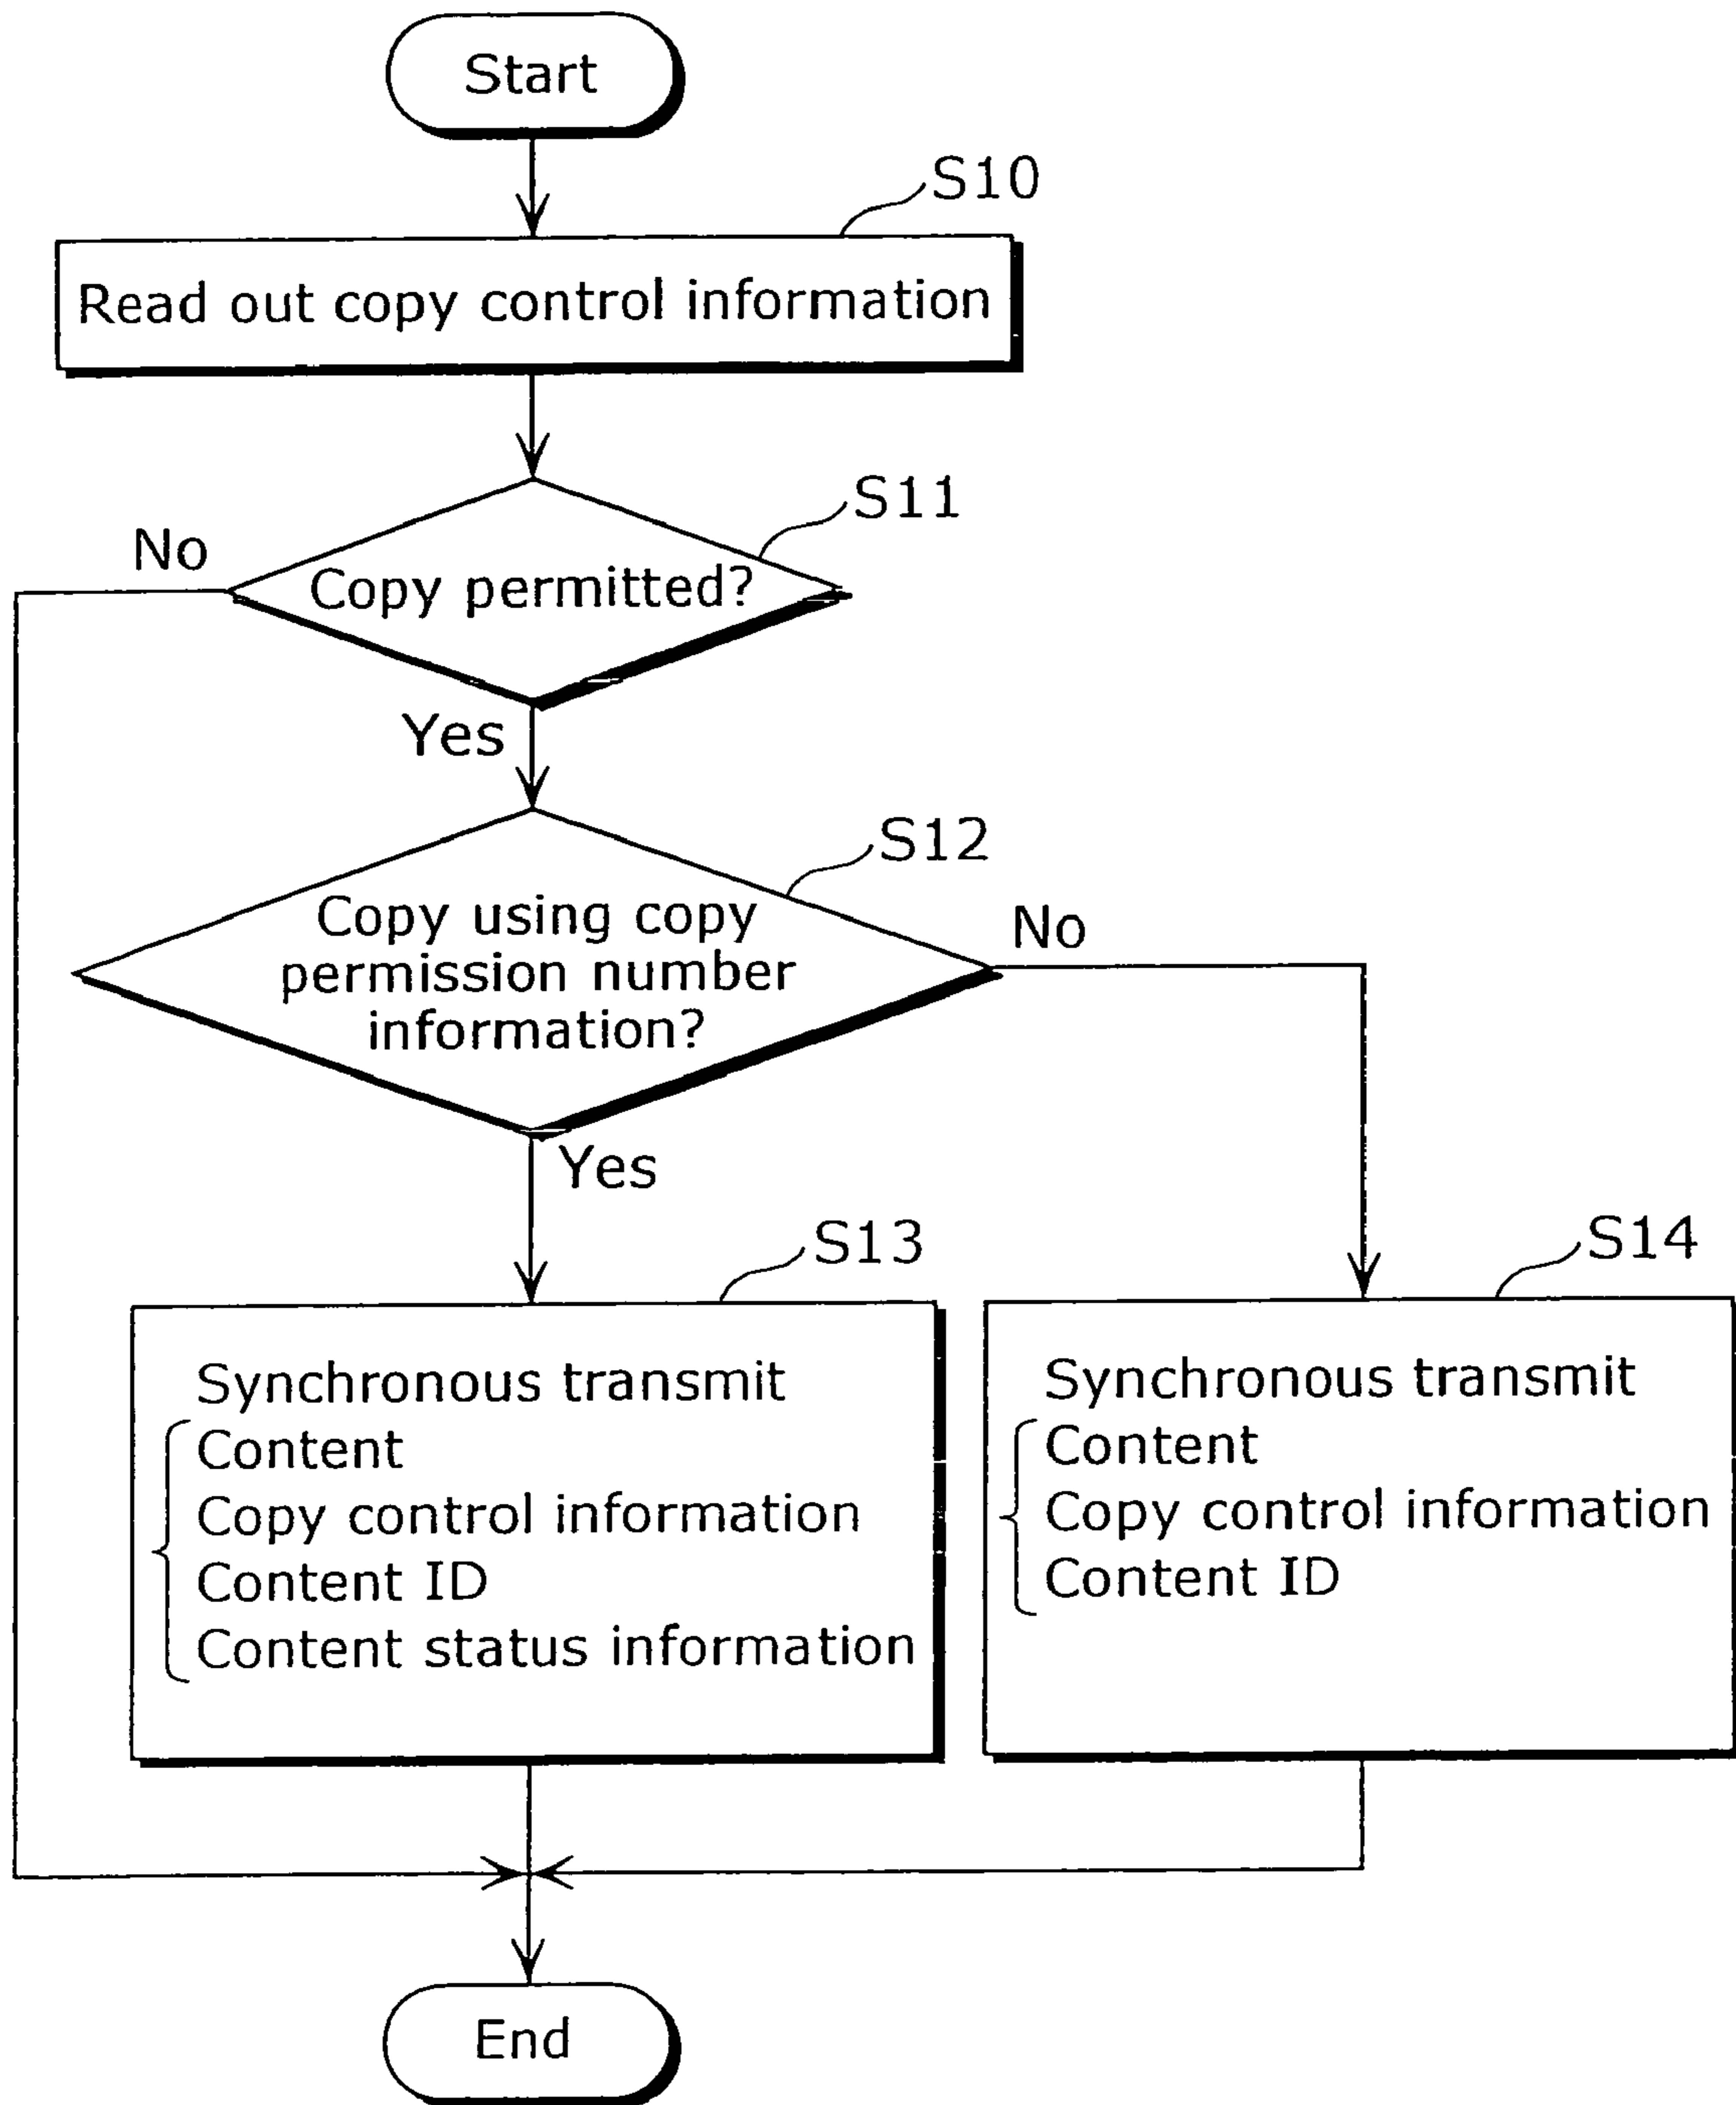 Start
S10
Read out copy control information
S11
No
Copy permitted?
Yes
S12
Copy using copy
permission number
information?
No
Yes
S13
Synchronous transmit
Content
Copy control information
Content ID
Content status information
S14
Synchronous transmit
Content
Copy control information
Content ID
End